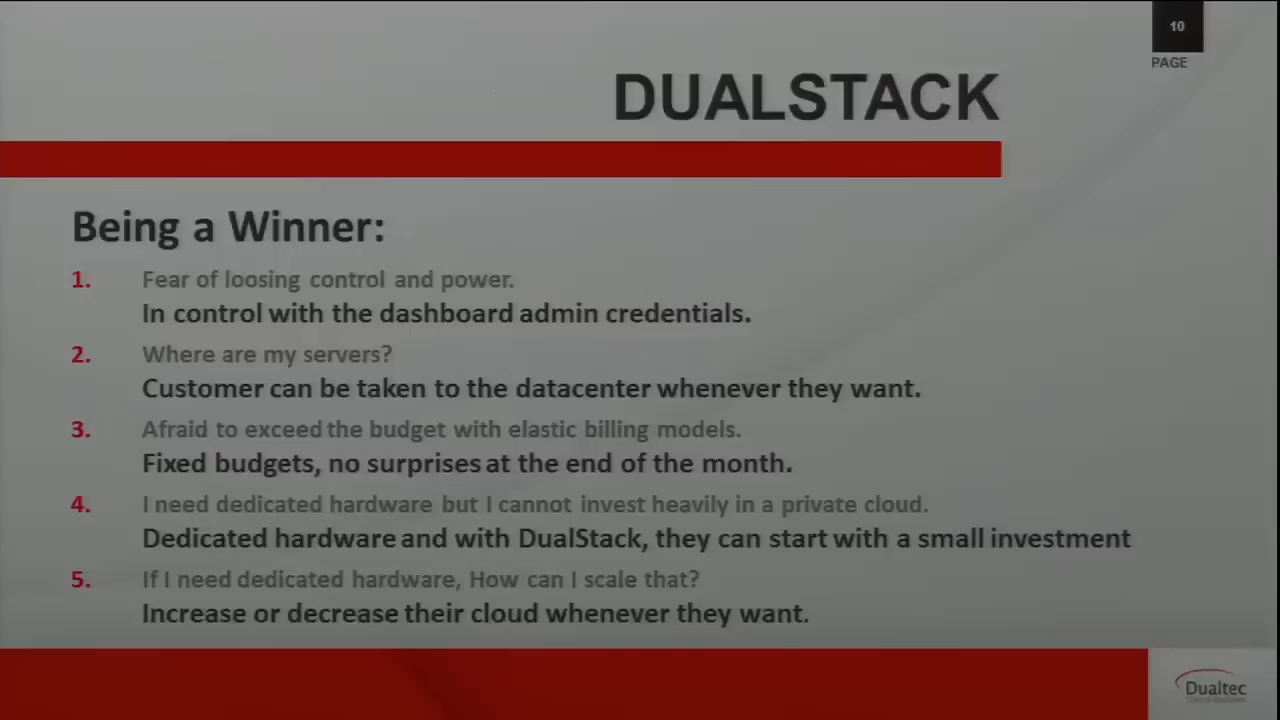 10
PAGE
DUALSTACK
Being a Winner:
1. Fear of loosing control and power.
In control with the dashboard admin credentials.
2. Where are my servers?
Customer can be taken to the datacenter whenever they want.
3. Afraid to exceed the budget with elastic billing models.
Fixed budgets, no surprises at the end of the month.
4. I need dedicated hardware but I cannot invest heavily in a private cloud.
Dedicated hardware and with DualStack, they can start with a small investment
5. If I need dedicated hardware, How can I scale that?
Increase or decrease their cloud whenever they want.
Dualtec